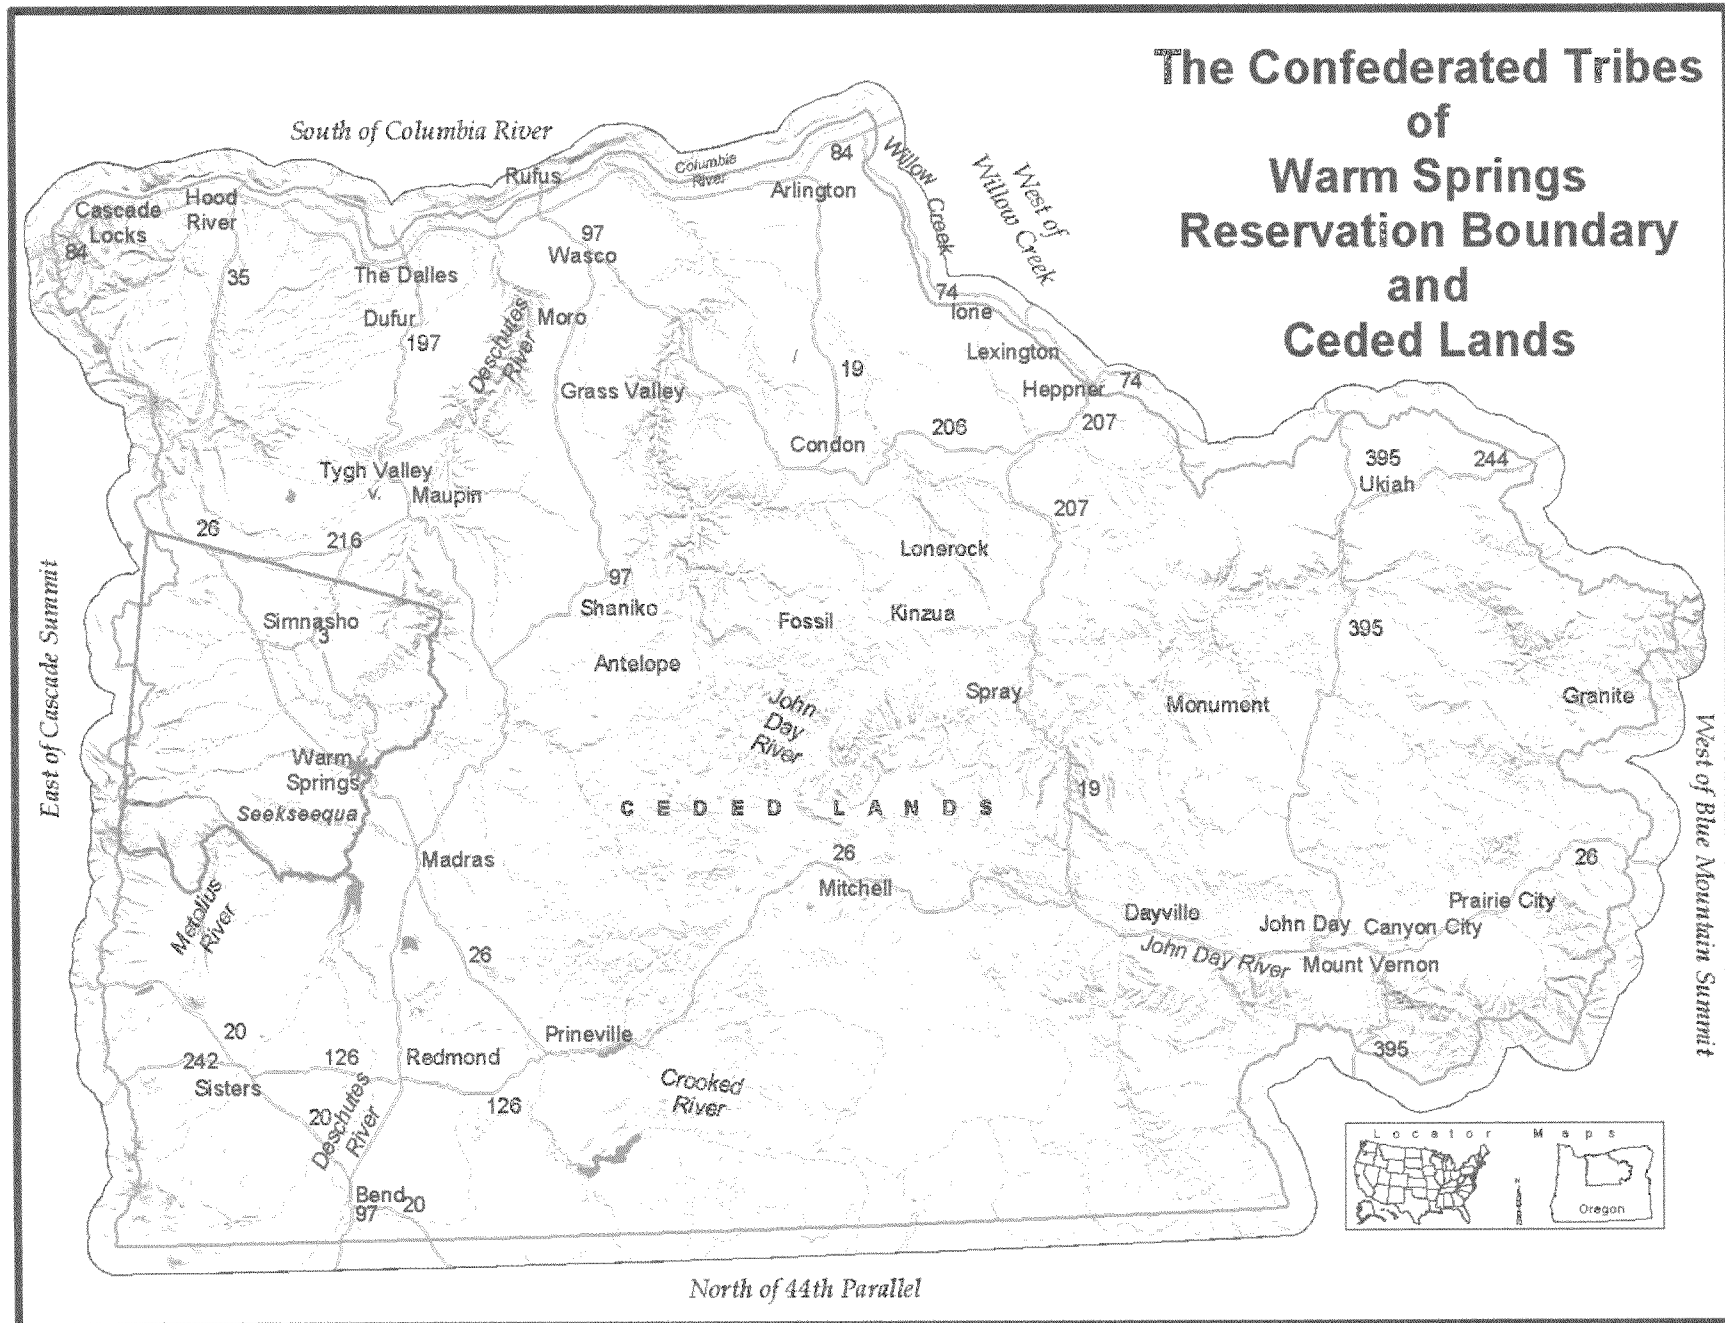 The Confederated Tribes
of
Warm Springs
Reservation Boundary
and
Ceded Lands
South of Columbia River
Columbia
River
Rufus
84
Arlington
Willow Creek
West of
Willow Creek
Cascade
Locks
84
Hood
River
35
The Dalles
97
Wasco
Dufur
197
Deschutes
River
Moro
Grass Valley
19
74
Ione
Lexington
Heppner
74
207
206
Condon
395
Ukiah
244
Tygh Valley
v.
Maupin
26
216
207
Lonerock
97
Shaniko
Simnasho
3
Fossil
Kinzua
395
Antelope
East of Cascade Summit
John
Day
River
Spray
Monument
Granite
Warm
Springs
Seekseequa
CEDED LANDS
19
West of Blue Mountain Summit
Madras
26
Mitchell
26
Metolius
River
Dayville
John Day
Canyon City
Prairie City
John Day River
Mount Vernon
26
20
242
Sisters
126
Redmond
Prineville
395
20
Deschutes
River
126
Crooked
River
Bend
97
20
Locator Maps
N
Oregon
North of 44th Parallel